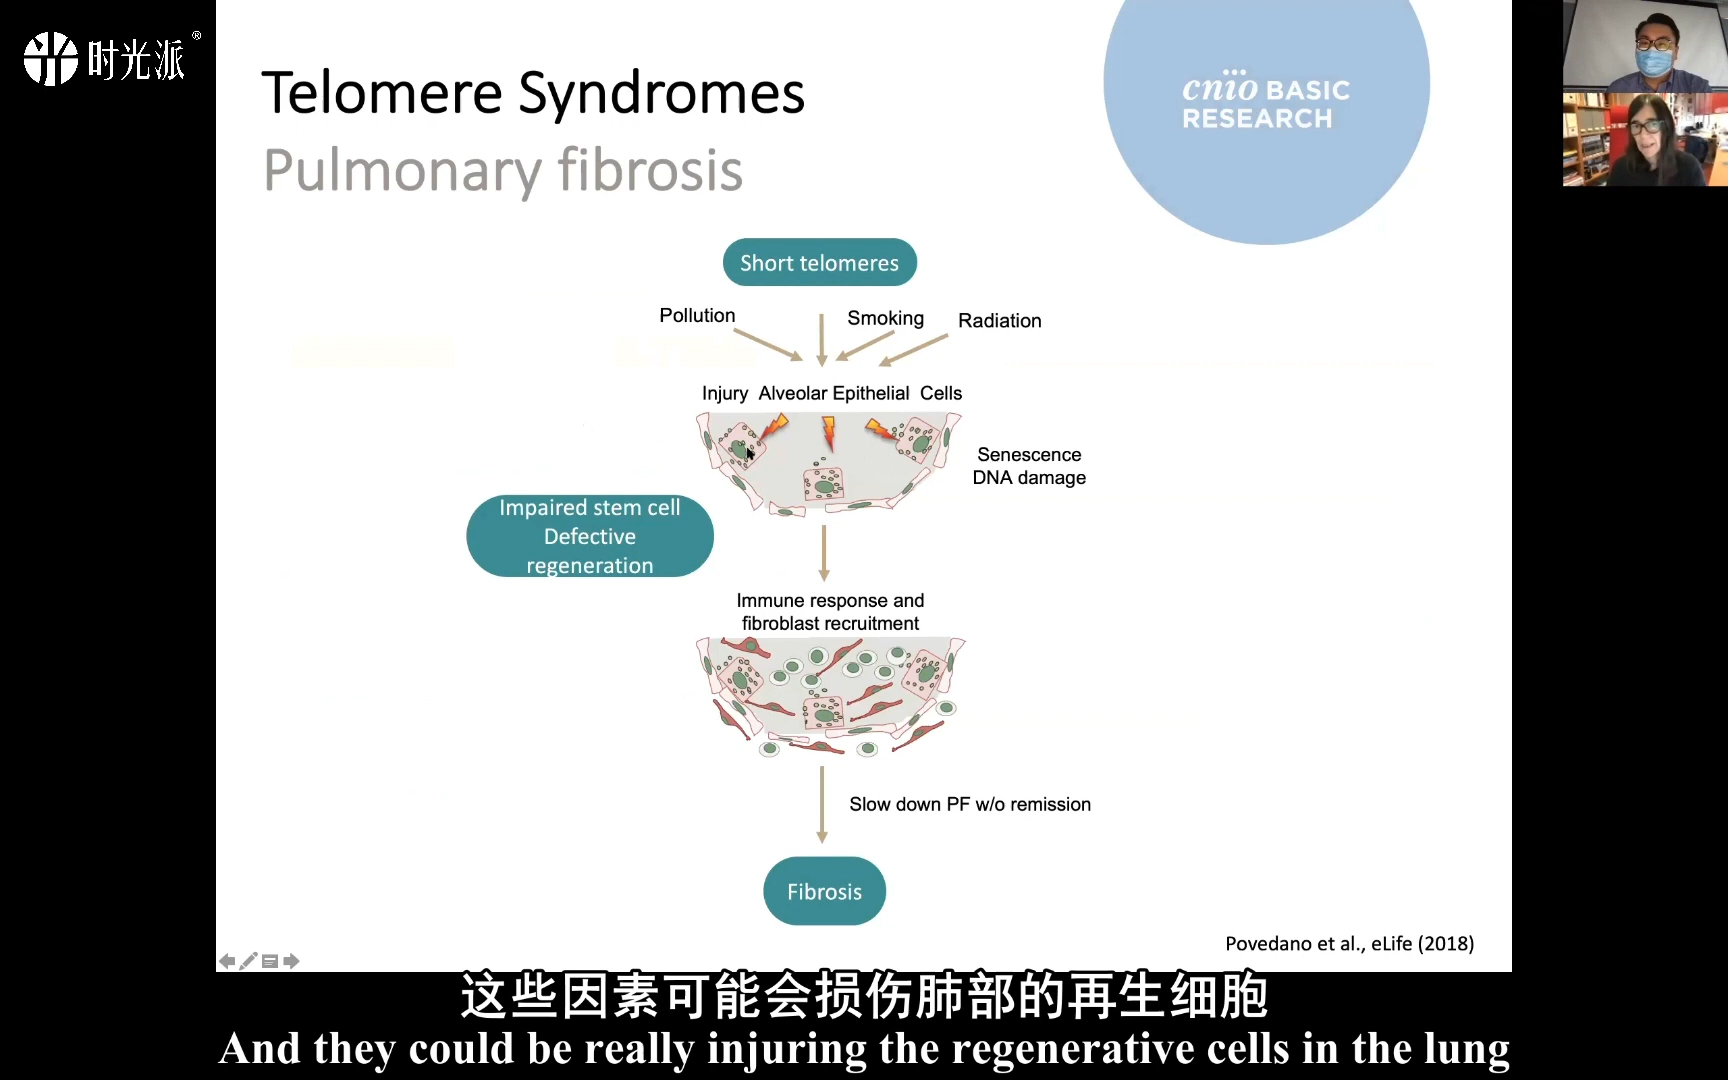 时光派®
Telomere Syndromes
Pulmonary fibrosis
cnio BASIC
RESEARCH
Short telomeres
Pollution
Smoking
Radiation
Injury Alveolar Epithelial Cells
Senescence
DNA damage
Impaired stem cell
Defective
regeneration
Immune response and
fibroblast recruitment
Slow down PF w/o remission
Fibrosis
Povedano et al., eLife (2018)
这些因素可能会损伤肺部的再生细胞
And they could be really injuring the regenerative cells in the lung